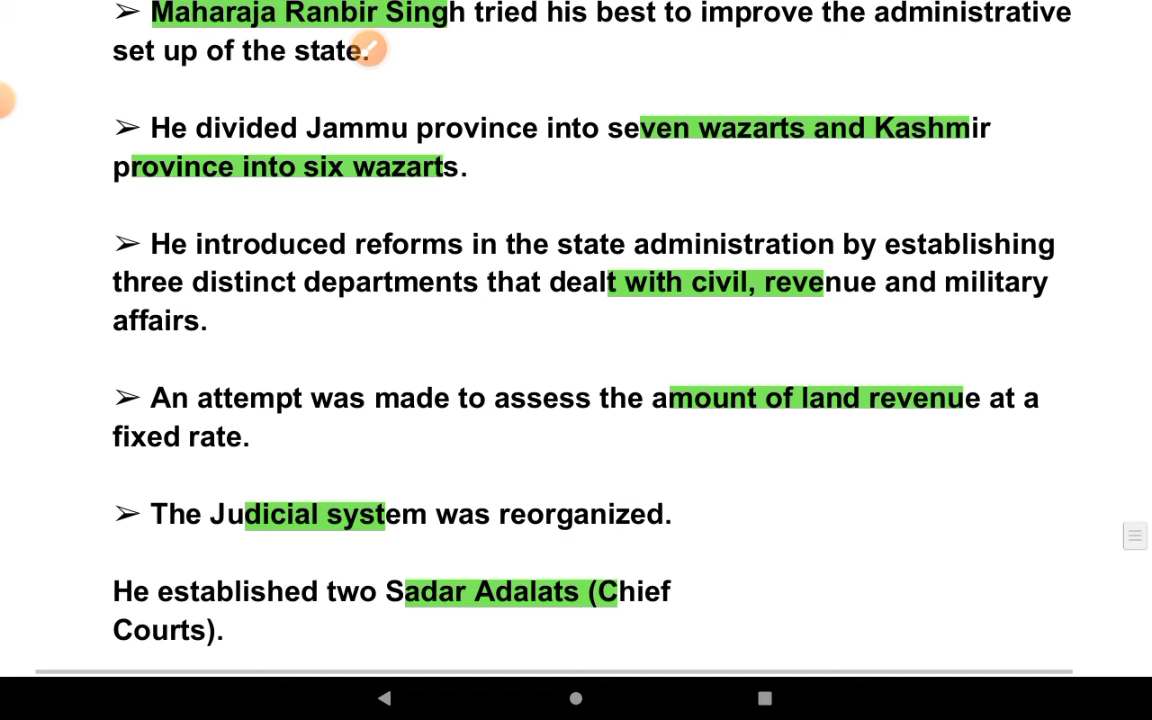 ➢ Maharaja Ranbir Singh tried his best to improve the administrative
set up of the state.
➢ He divided Jammu province into seven wazarts and Kashmir
province into six wazarts.
➢ He introduced reforms in the state administration by establishing
three distinct departments that dealt with civil, revenue and military
affairs.
➢ An attempt was made to assess the amount of land revenue at a
fixed rate.
➢ The Judicial system was reorganized.
He established two Sadar Adalats (Chief
Courts).